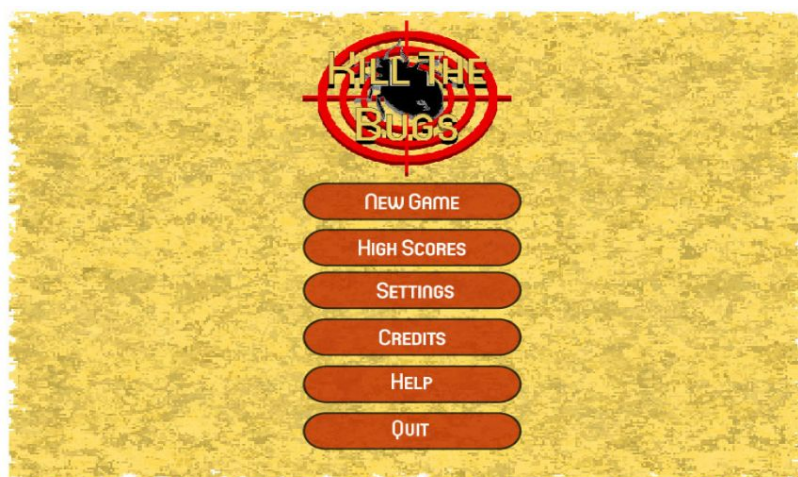 Kill The
Bugs
New Game
High Scores
Settings
Credits
Help
Quit